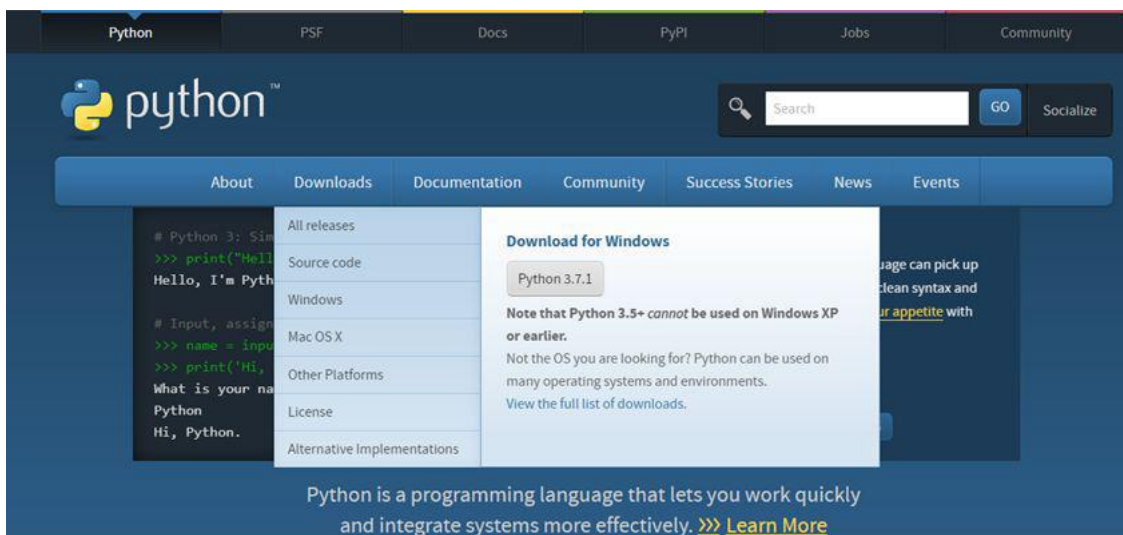 Python PSF Docs PyPI Jobs Community
python™
Search GO Socialize
About Downloads Documentation Community Success Stories News Events
# Python 3: Sim
>>> print("Hell
Hello, I'm Pyth
# Input, assign
>>> name = inpu
>>> print('Hi,
What is your na
Python
Hi, Python.
All releases
Source code
Windows
Mac OS X
Other Platforms
License
Alternative Implementations
Download for Windows
Python 3.7.1
Note that Python 3.5+ cannot be used on Windows XP
or earlier.
Not the OS you are looking for? Python can be used on
many operating systems and environments.
View the full list of downloads.
uage can pick up
clean syntax and
ur appetite with
Python is a programming language that lets you work quickly
and integrate systems more effectively. >>> Learn More